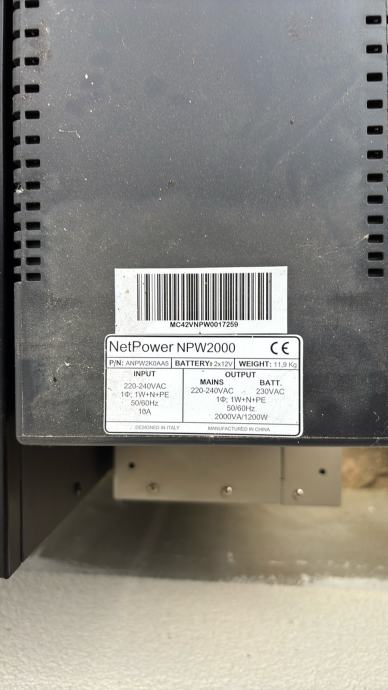 MC42VNPW0017259
NetPower NPW2000 CE
P/N: ANPW2K0AA5 BATTERY: 2x12V WEIGHT: 11,9 Kg
INPUT
220-240VAC
1Φ; 1W+N+PE
50/60Hz
10A
OUTPUT
MAINS BATT.
220-240VAC 230VAC
1Φ; 1W+N+PE
50/60Hz
2000VA/1200W
DESIGNED IN ITALY MANUFACTURED IN CHINA